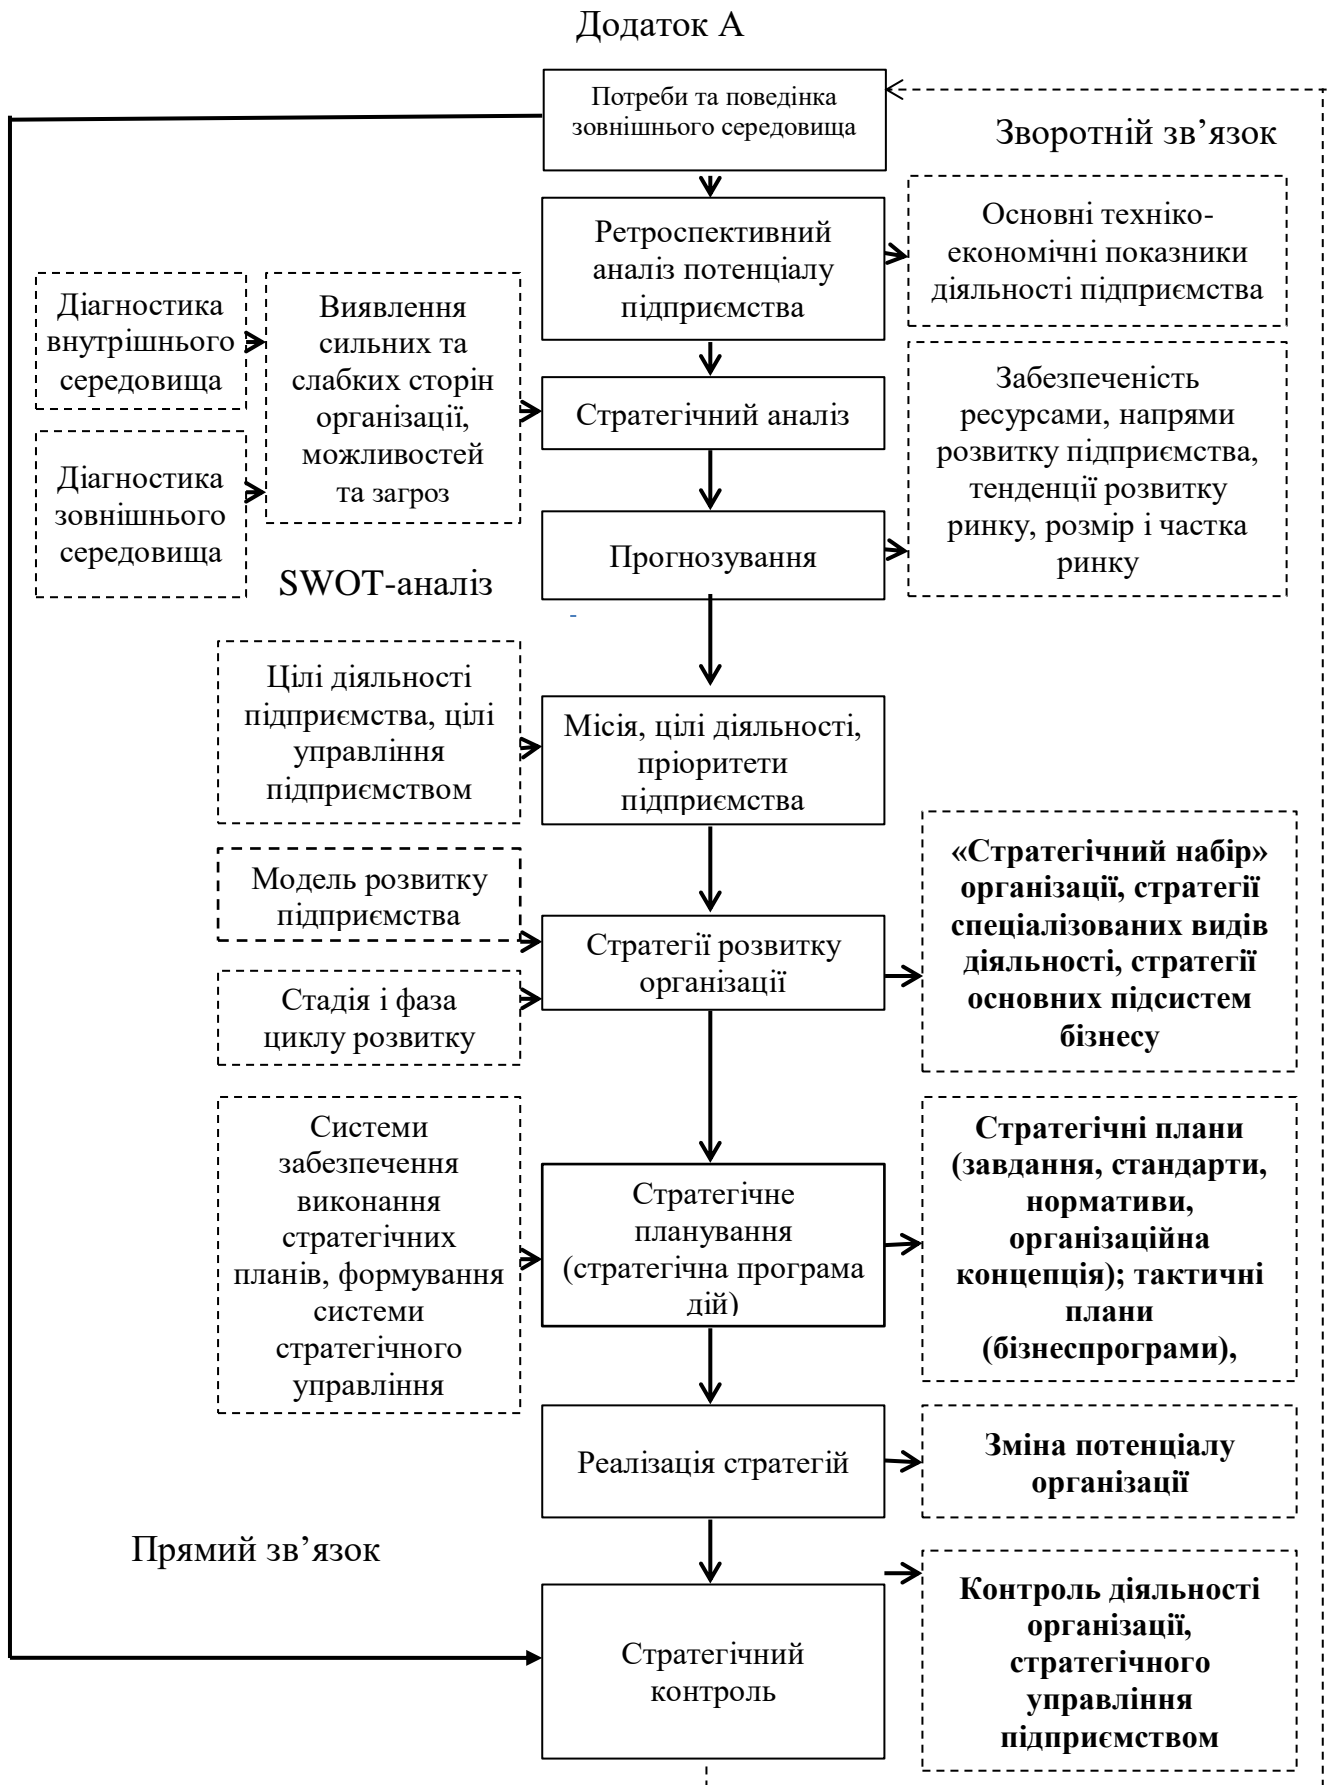 Додаток А
Потреби та поведінка
зовнішнього середовища
Зворотній зв’язок
Ретроспективний
аналіз потенціалу
підприємства
Основні техніко-
економічні показники
діяльності підприємства
Діагностика
внутрішнього
середовища
Виявлення
сильних та
слабких сторін
організації,
можливостей
та загроз
Стратегічний аналіз
Забезпеченість
ресурсами, напрями
розвитку підприємства,
тенденції розвитку
ринку, розмір і частка
ринку
Діагностика
зовнішнього
середовища
SWOT-аналіз
Прогнозування
Цілі діяльності
підприємства, цілі
управління
підприємством
Місія, цілі діяльності,
пріоритети
підприємства
Модель розвитку
підприємства
Стадія і фаза
циклу розвитку
Стратегії розвитку
організації
«Стратегічний набір»
організації, стратегії
спеціалізованих видів
діяльності, стратегії
основних підсистем
бізнесу
Системи
забезпечення
виконання
стратегічних
планів, формування
системи
стратегічного
управління
Стратегічне
планування
(стратегічна програма
дій)
Стратегічні плани
(завдання, стандарти,
нормативи,
організаційна
концепція); тактичні
плани
(бізнеспрограми),
Реалізація стратегій
Зміна потенціалу
організації
Прямий зв’язок
Стратегічний
контроль
Контроль діяльності
організації,
стратегічного
управління
підприємством